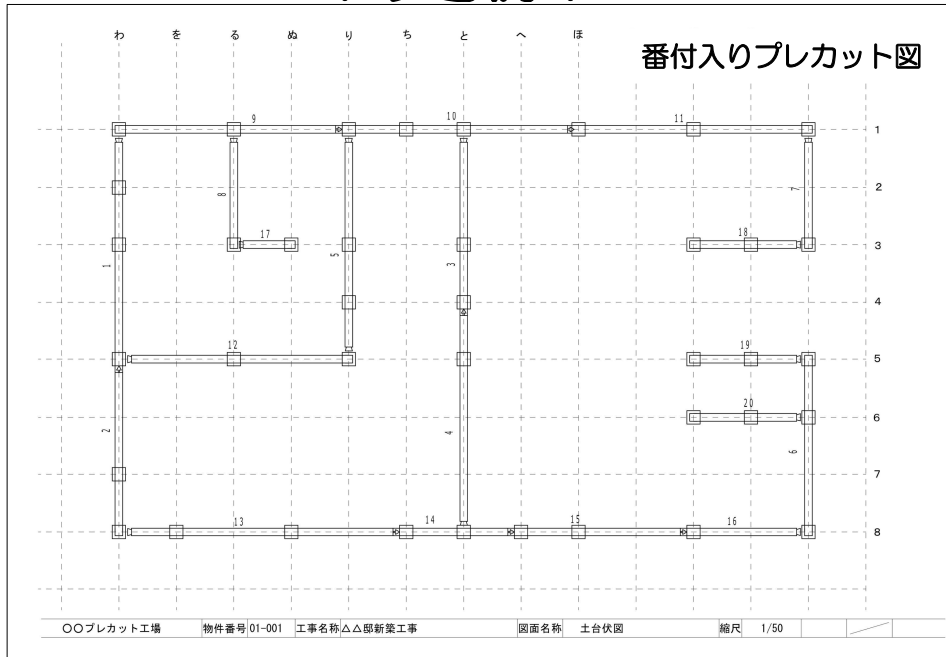 わ を る ぬ り ち と へ ほ
番付入りプレカット図
9 10 11 1
2
8 7
17 18 3
1 5 3
4
12 19 5
20 6
2 4 6
7
13 14 15 16 8
〇〇プレカット工場 物件番号 01-001 工事名称 △△邸新築工事 図面名称 土台伏図 縮尺 1/50